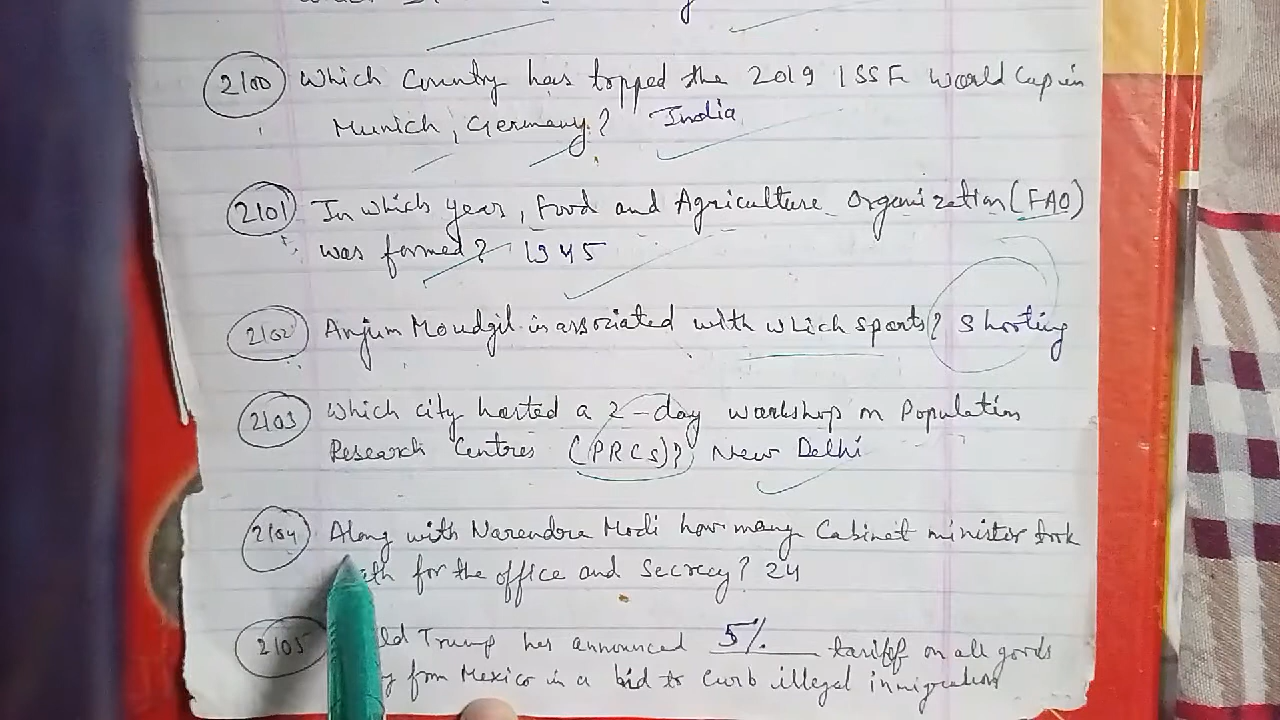 2100 Which Country has topped the 2019 ISSF World Cup in
Munich, Germany? India
2101 In which year, Food and Agriculture Organization (FAO)
was formed? 1945
2102 Anjum Moudgil is associated with which sports? Shooting
2103 Which city hosted a 2-day workshop on Population
Research Centres (PRCs)? New Delhi
2104 Along with Narendra Modi how many Cabinet minister took
for the office and Secrecy? 24
2105 Trump has announced 5% tariff on all goods
from Mexico in a bid to curb illegal immigration